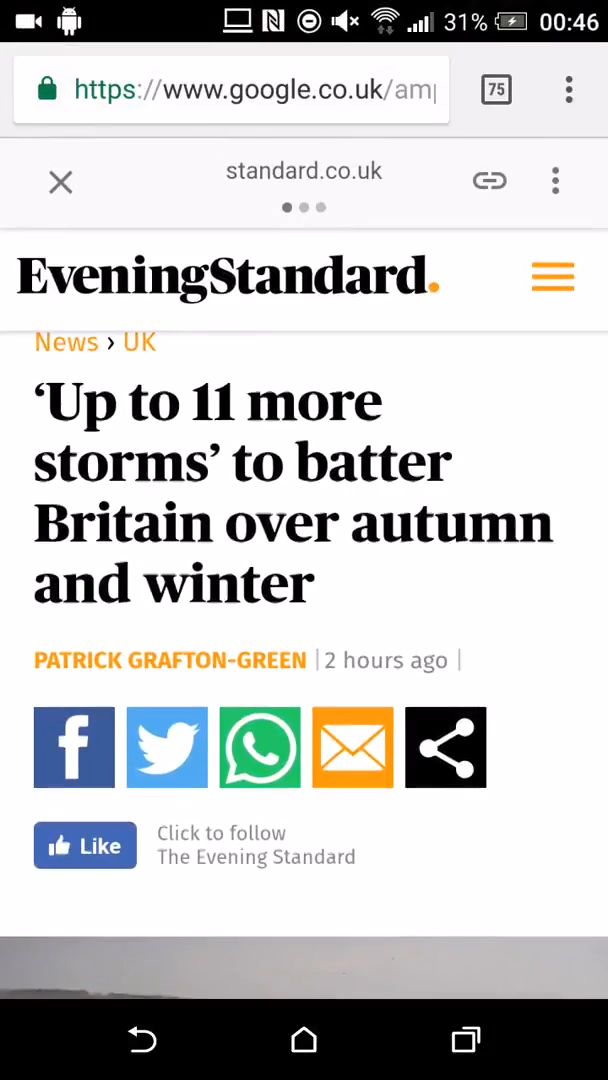 31% 00:46
https://www.google.co.uk/am
75
standard.co.uk
EveningStandard.
News › UK
‘Up to 11 more
storms’ to batter
Britain over autumn
and winter
PATRICK GRAFTON-GREEN | 2 hours ago |
Like
Click to follow
The Evening Standard